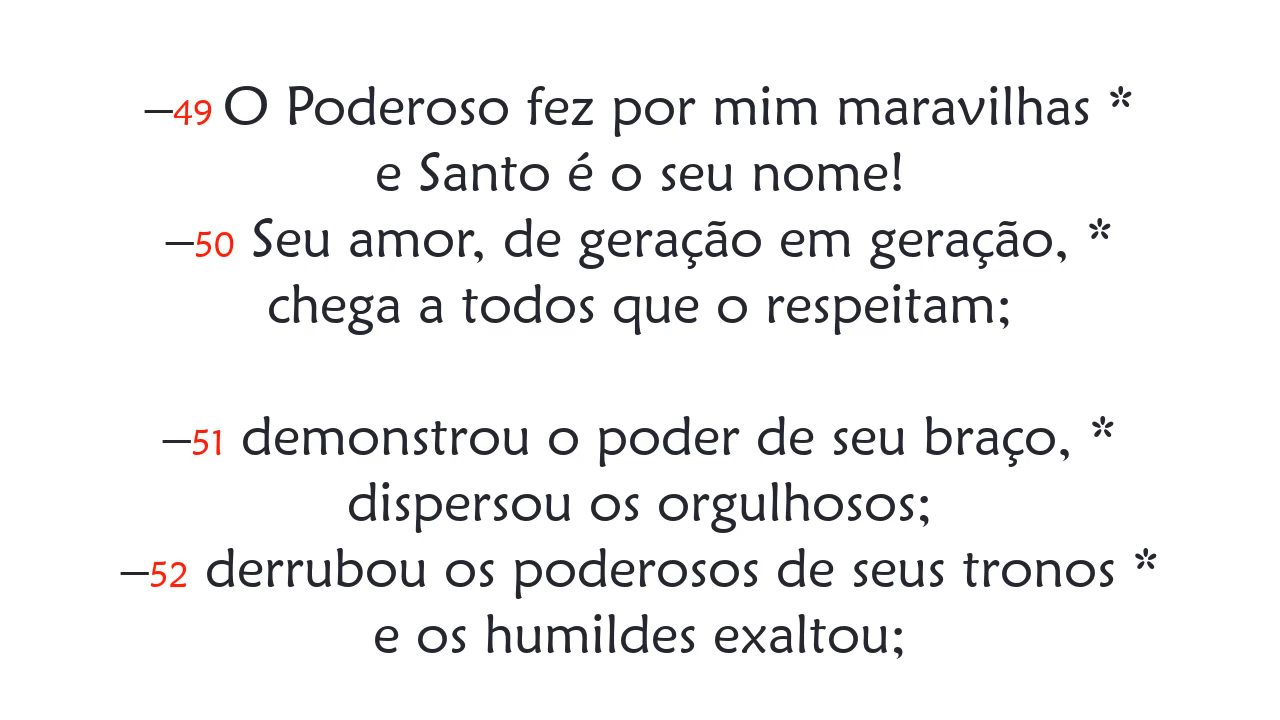 –49 O Poderoso fez por mim maravilhas *
e Santo é o seu nome!
–50 Seu amor, de geração em geração, *
chega a todos que o respeitam;
–51 demonstrou o poder de seu braço, *
dispersou os orgulhosos;
–52 derrubou os poderosos de seus tronos *
e os humildes exaltou;